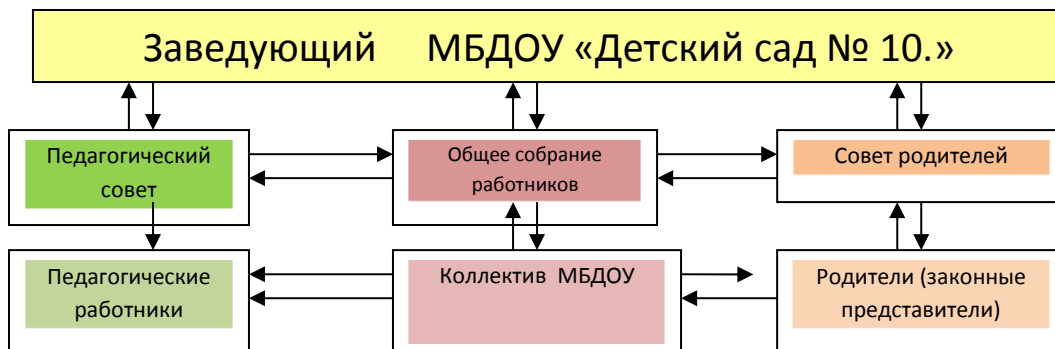 Заведующий МБДОУ «Детский сад № 10.»
Педагогический
совет
Общее собрание
работников
Совет родителей
Педагогические
работники
Коллектив МБДОУ
Родители (законные
представители)